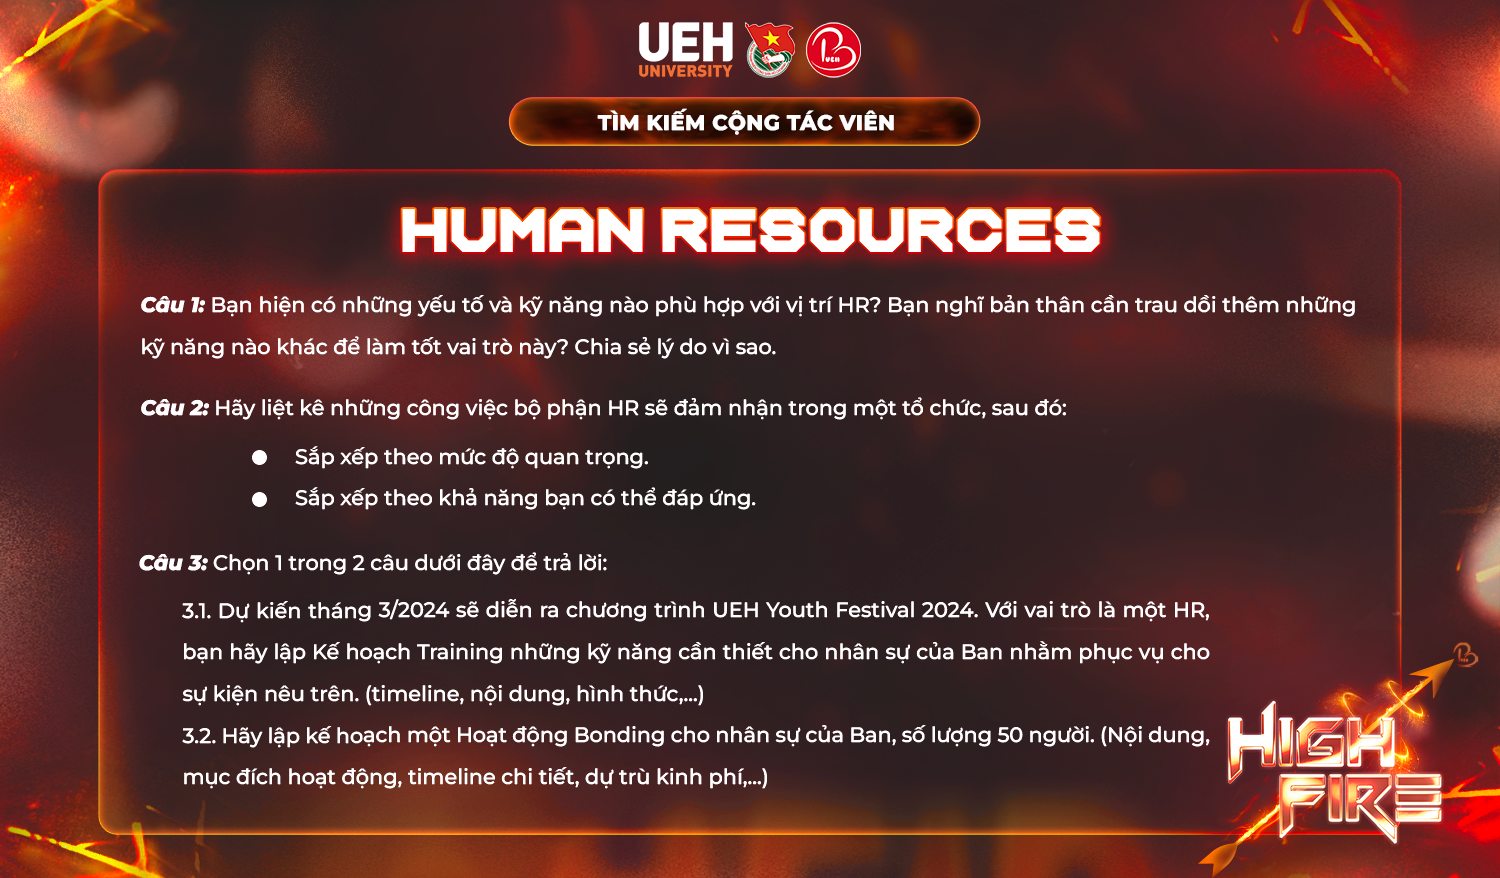 UEH
UNIVERSITY
B
UEH
TÌM KIẾM CỘNG TÁC VIÊN
HUMAN RESOURCES
Câu 1: Bạn hiện có những yếu tố và kỹ năng nào phù hợp với vị trí HR? Bạn nghĩ bản thân cần trau dồi thêm những
kỹ năng nào khác để làm tốt vai trò này? Chia sẻ lý do vì sao.
Câu 2: Hãy liệt kê những công việc bộ phận HR sẽ đảm nhận trong một tổ chức, sau đó:
● Sắp xếp theo mức độ quan trọng.
● Sắp xếp theo khả năng bạn có thể đáp ứng.
Câu 3: Chọn 1 trong 2 câu dưới đây để trả lời:
3.1. Dự kiến tháng 3/2024 sẽ diễn ra chương trình UEH Youth Festival 2024. Với vai trò là một HR,
bạn hãy lập Kế hoạch Training những kỹ năng cần thiết cho nhân sự của Ban nhằm phục vụ cho
sự kiện nêu trên. (timeline, nội dung, hình thức,...)
3.2. Hãy lập kế hoạch một Hoạt động Bonding cho nhân sự của Ban, số lượng 50 người. (Nội dung,
mục đích hoạt động, timeline chi tiết, dự trù kinh phí,...)
HIGH
FIRE